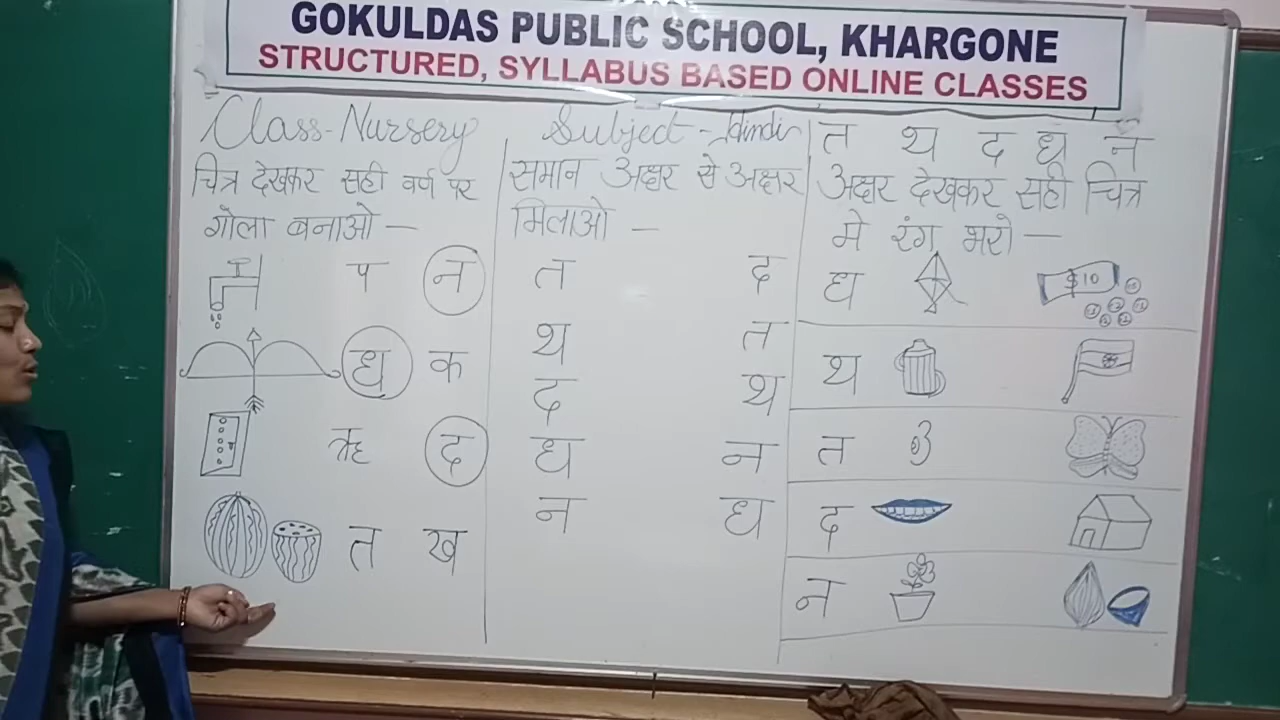 GOKULDAS PUBLIC SCHOOL, KHARGONE
STRUCTURED, SYLLABUS BASED ONLINE CLASSES
Class-Nursery
Subject-Hindi
त थ द ध न
चित्र देखकर सही वर्ण पर
गोला बनाओ —
प न
ध क
ऋ द
त ख
समान अक्षर से अक्षर
मिलाओ —
त द
थ त
द थ
ध न
न ध
अक्षर देखकर सही चित्र
मे रंग भरो —
ध $10
थ
त
द
न